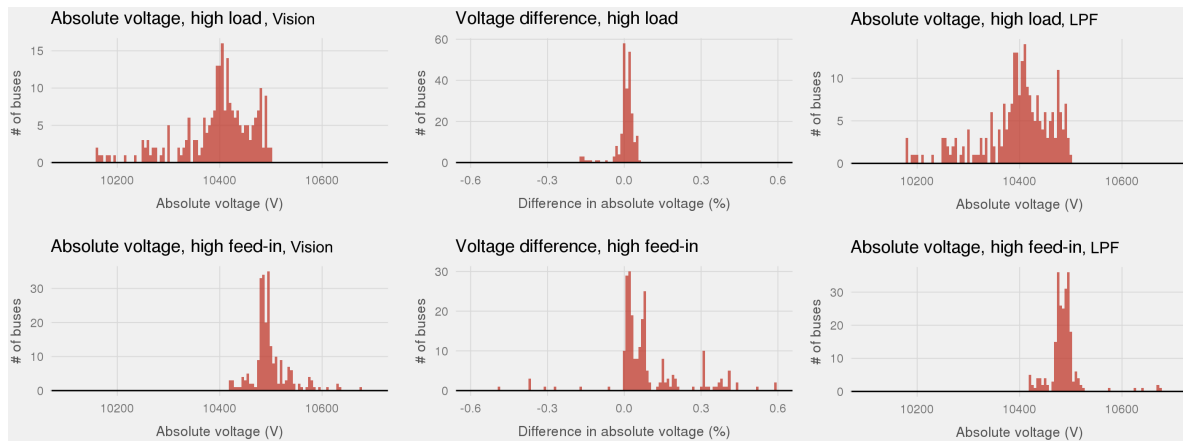 Absolute voltage, high load, Vision
# of buses
15
10
5
0
10200 10400 10600
Absolute voltage (V)
Voltage difference, high load
# of buses
60
40
20
0
-0.6 -0.3 0.0 0.3 0.6
Difference in absolute voltage (%)
Absolute voltage, high load, LPF
# of buses
10
5
0
10200 10400 10600
Absolute voltage (V)
Absolute voltage, high feed-in, Vision
# of buses
30
20
10
0
10200 10400 10600
Absolute voltage (V)
Voltage difference, high feed-in
# of buses
30
20
10
0
-0.6 -0.3 0.0 0.3 0.6
Difference in absolute voltage (%)
Absolute voltage, high feed-in, LPF
# of buses
30
20
10
0
10200 10400 10600
Absolute voltage (V)